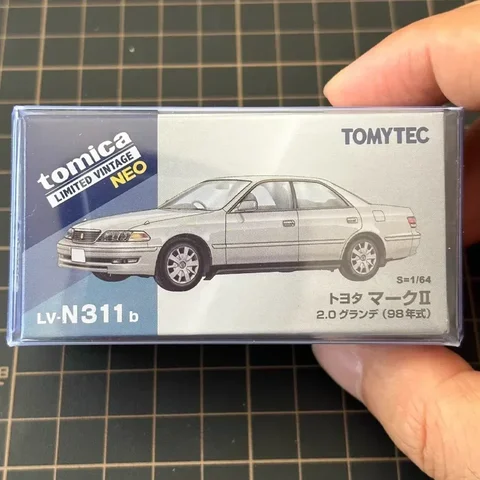 tomica
LIMITED VINTAGE
NEO
TOMYTEC
S=1/64
トヨタ マークⅡ
2.0 グランデ (98年式)
LV-N311b